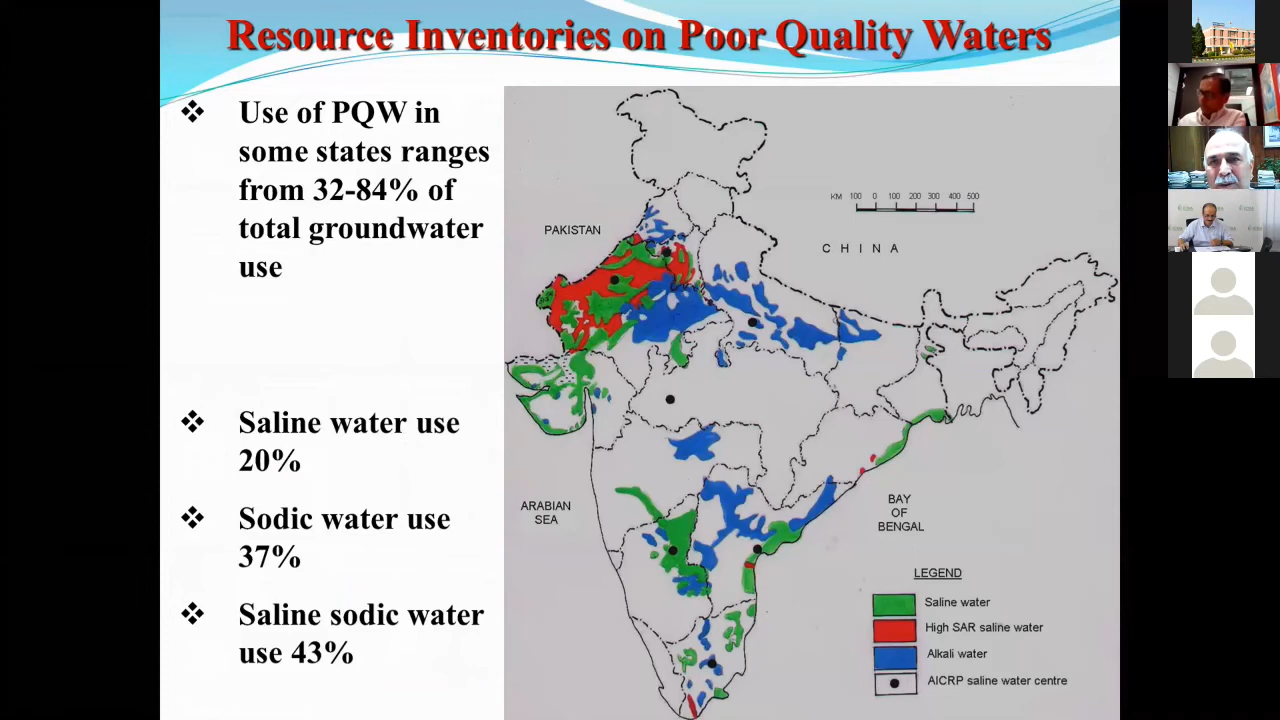 Resource Inventories on Poor Quality Waters
❖ Use of PQW in
some states ranges
from 32-84% of
total groundwater
use
❖ Saline water use
20%
❖ Sodic water use
37%
❖ Saline sodic water
use 43%
KM 100 0 100 200 300 400 500
PAKISTAN
C H I N A
ARABIAN
SEA
BAY
OF
BENGAL
LEGEND
Saline water
High SAR saline water
Alkali water
AICRP saline water centre